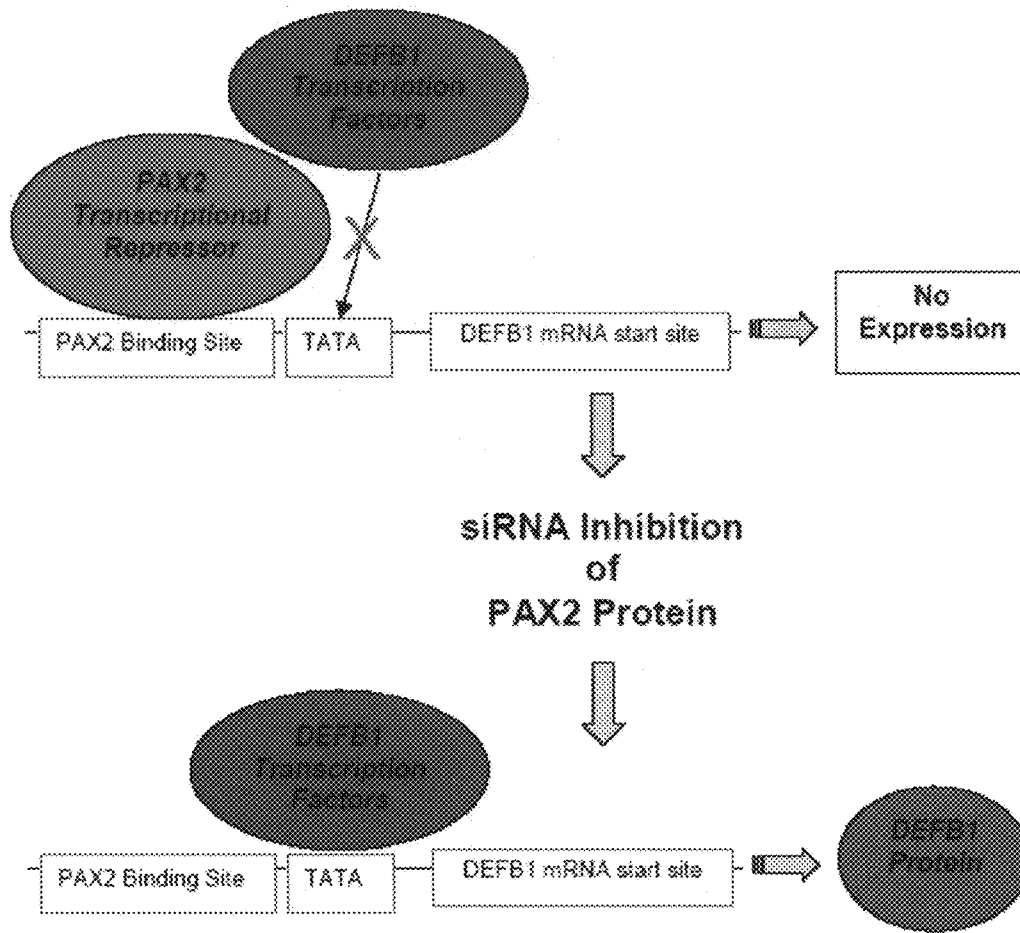 DEFB1
Transcription
Factors
PAX2
Transcriptional
Repressor
X
PAX2 Binding Site
TATA
DEFB1 mRNA start site
No
Expression
siRNA Inhibition
of
PAX2 Protein
DEFB1
Transcription
Factors
PAX2 Binding Site
TATA
DEFB1 mRNA start site
DEFB1
Protein